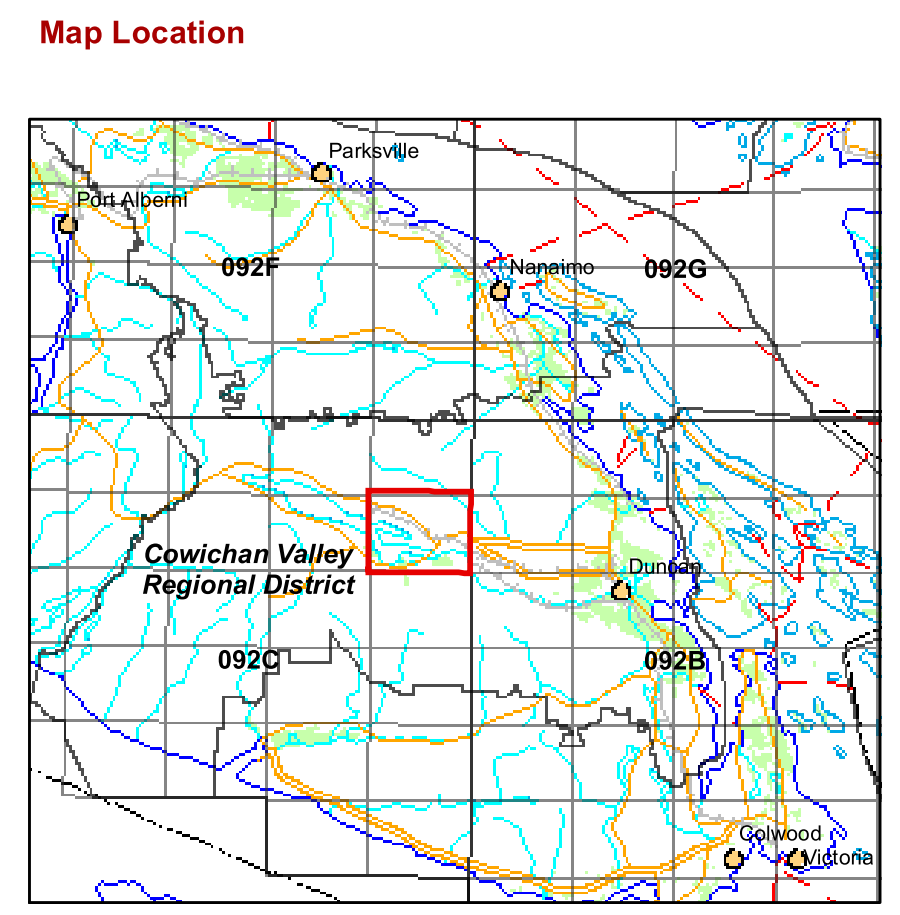 Map Location
Parksville
Port Alberni
092F
Nanaimo
092G
Cowichan Valley
Regional District
Duncan
092C
092B
Colwood
Victoria